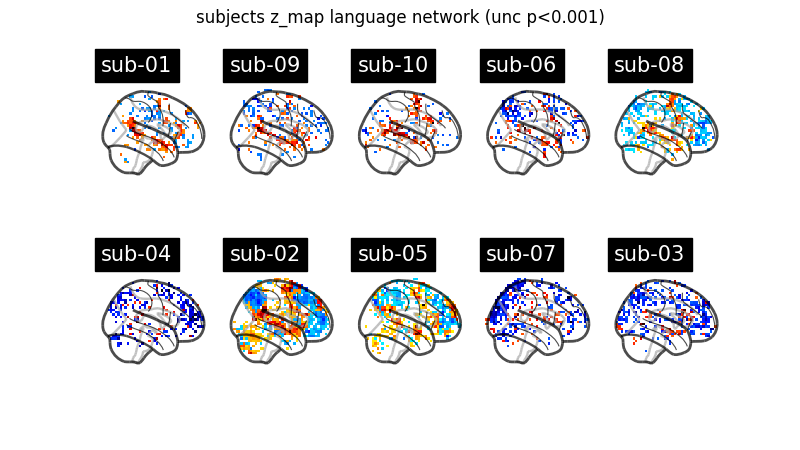 subjects z_map language network (unc p<0.001)
sub-01 sub-09 sub-10 sub-06 sub-08
sub-04 sub-02 sub-05 sub-07 sub-03